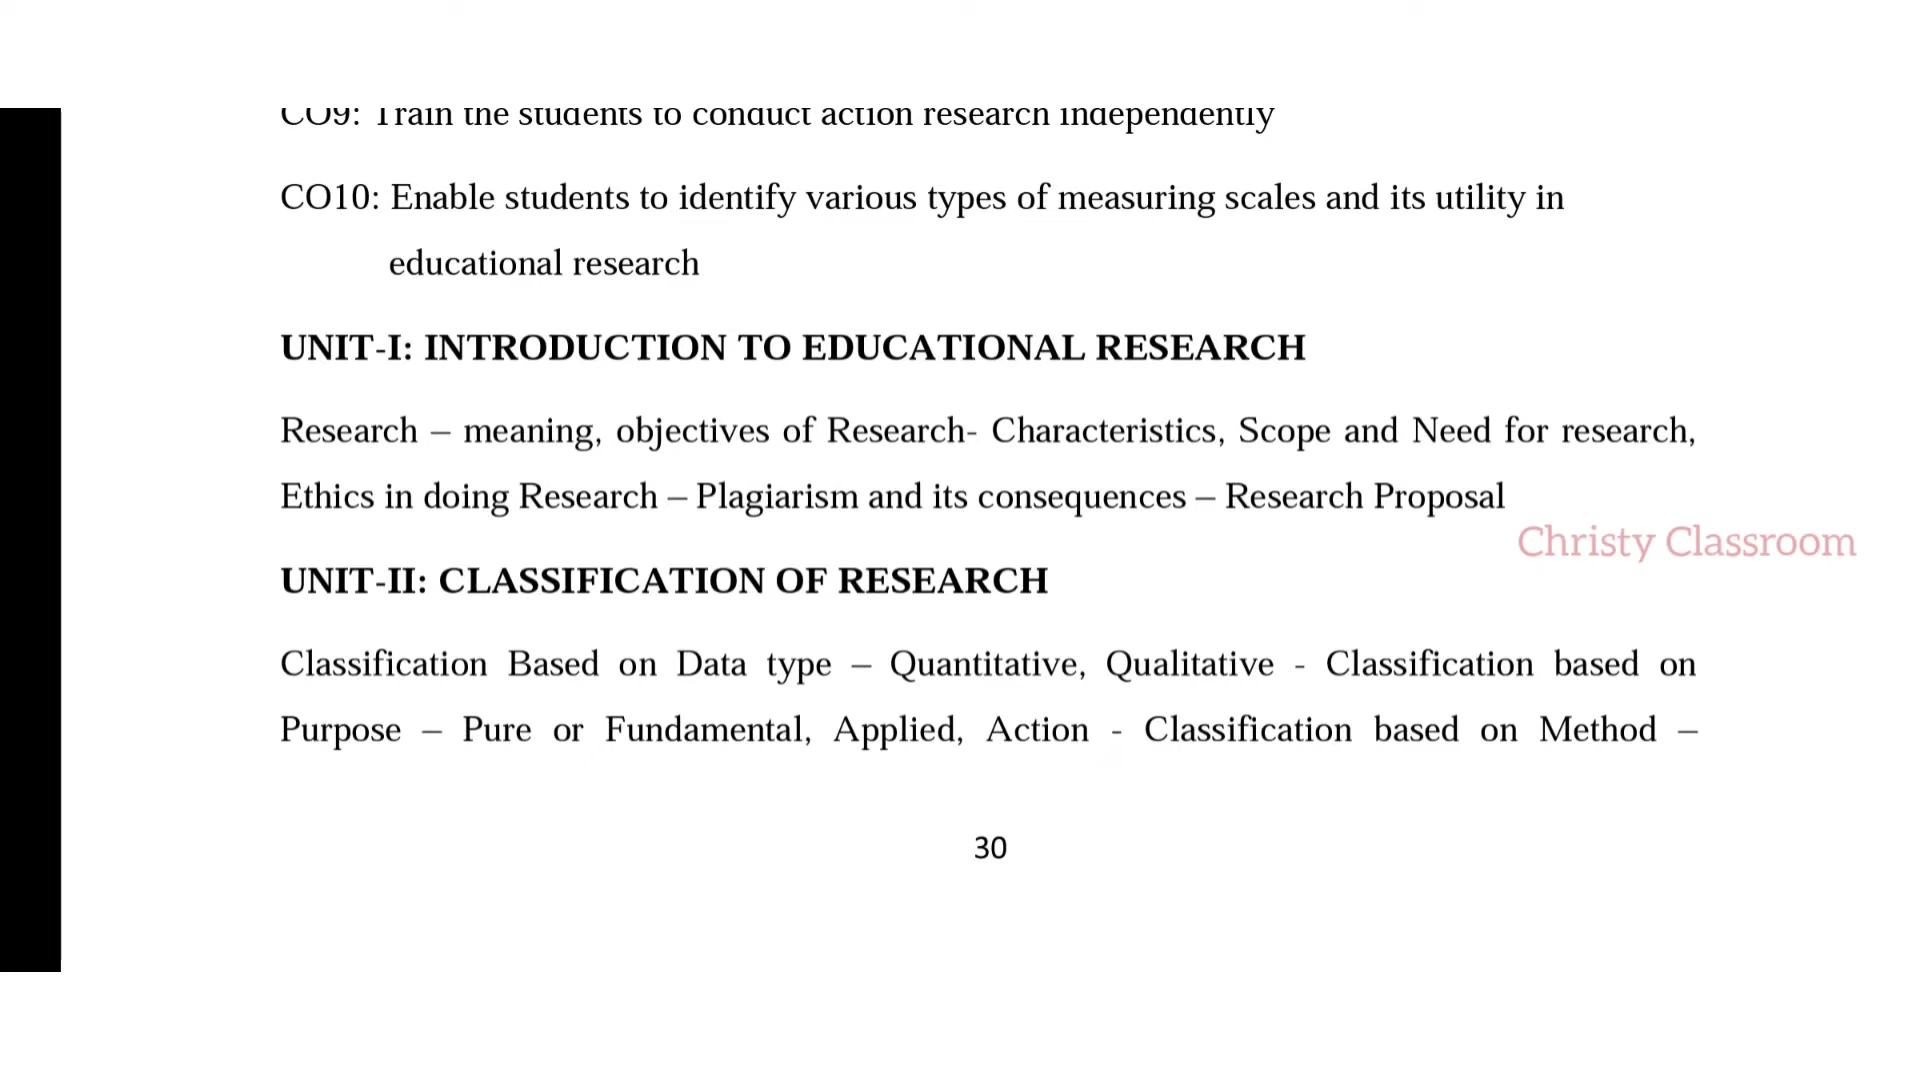 CO9: Train the students to conduct action research independently
CO10: Enable students to identify various types of measuring scales and its utility in
educational research
UNIT-I: INTRODUCTION TO EDUCATIONAL RESEARCH
Research – meaning, objectives of Research- Characteristics, Scope and Need for research,
Ethics in doing Research – Plagiarism and its consequences – Research Proposal
Christy Classroom
UNIT-II: CLASSIFICATION OF RESEARCH
Classification Based on Data type – Quantitative, Qualitative - Classification based on
Purpose – Pure or Fundamental, Applied, Action - Classification based on Method –
30